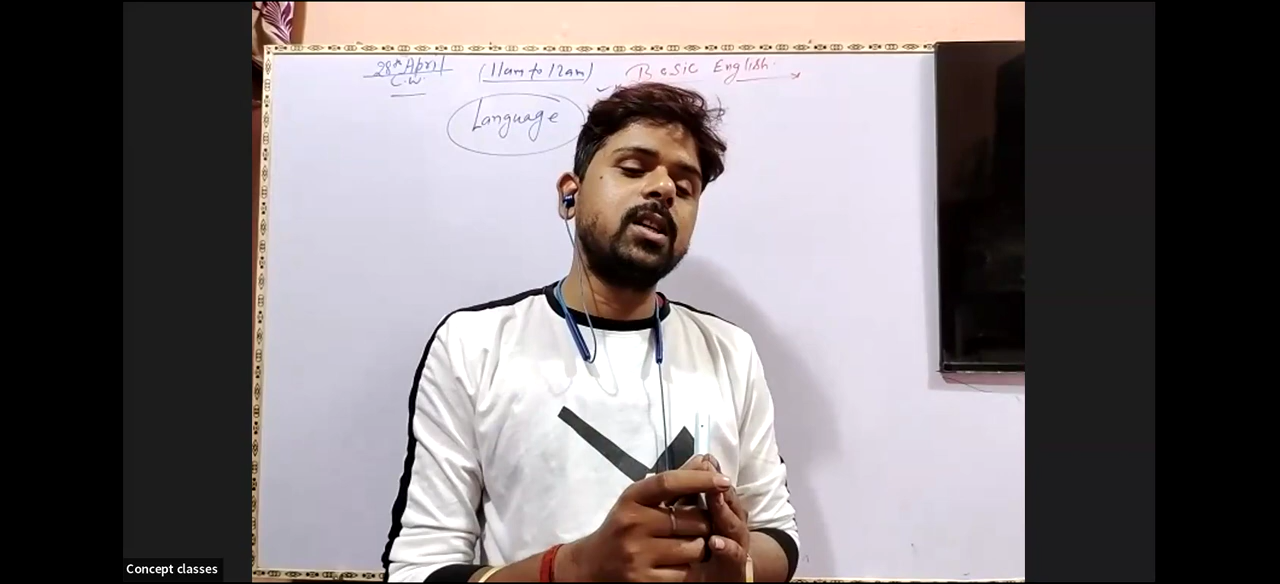 28th April (11am to 12am) Basic English.
C.W.
Language
Concept classes